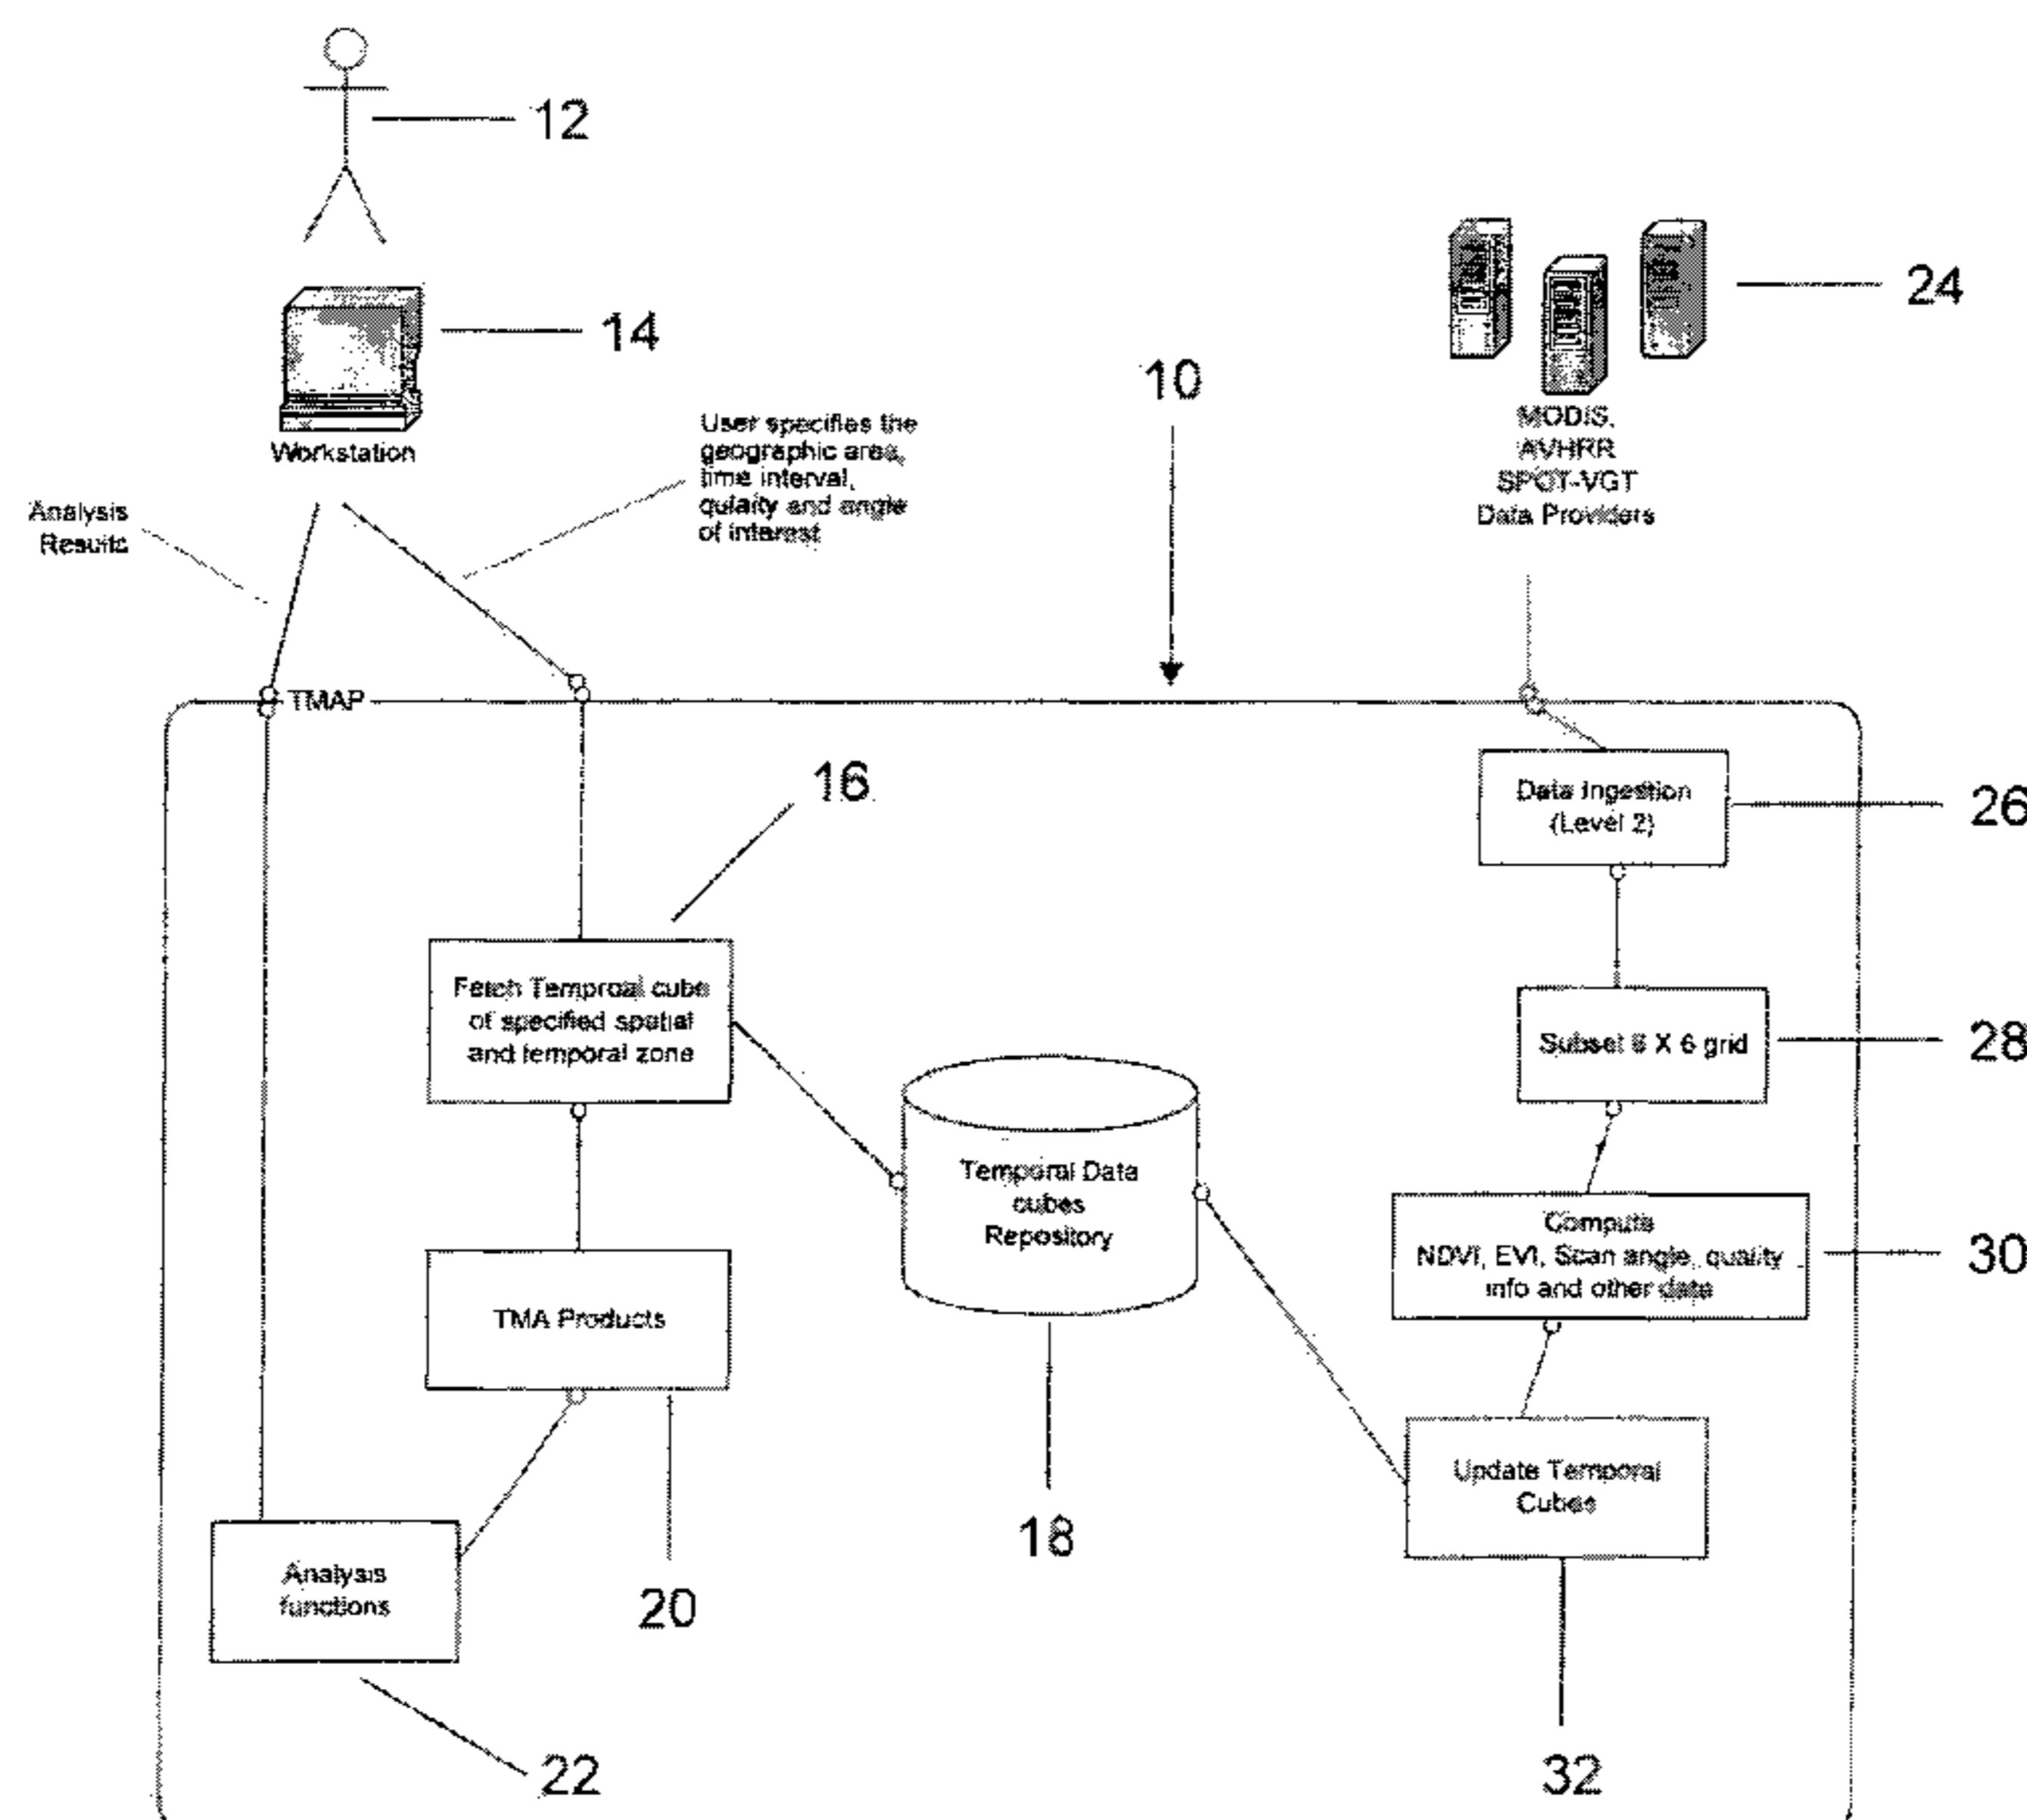 12
24
14
10
Workstation
User specifies the
geographic area,
time interval,
qulaity and angle
of interest
MODIS,
AVHRR
SPOT-VGT
Data Providers
Analysis
Results
TMAP
16
Data Ingestion
(Level 2)
26
Fetch Temproal cube
of specified spatial
and temporal zone
Subset 6 X 6 grid
28
Temporal Data
cubes
Repository
Compute
NDVI, EVI, Scan angle, quality
info and other data
30
TMA Products
Update Temporal
Cubes
18
Analysis
functions
20
22
32